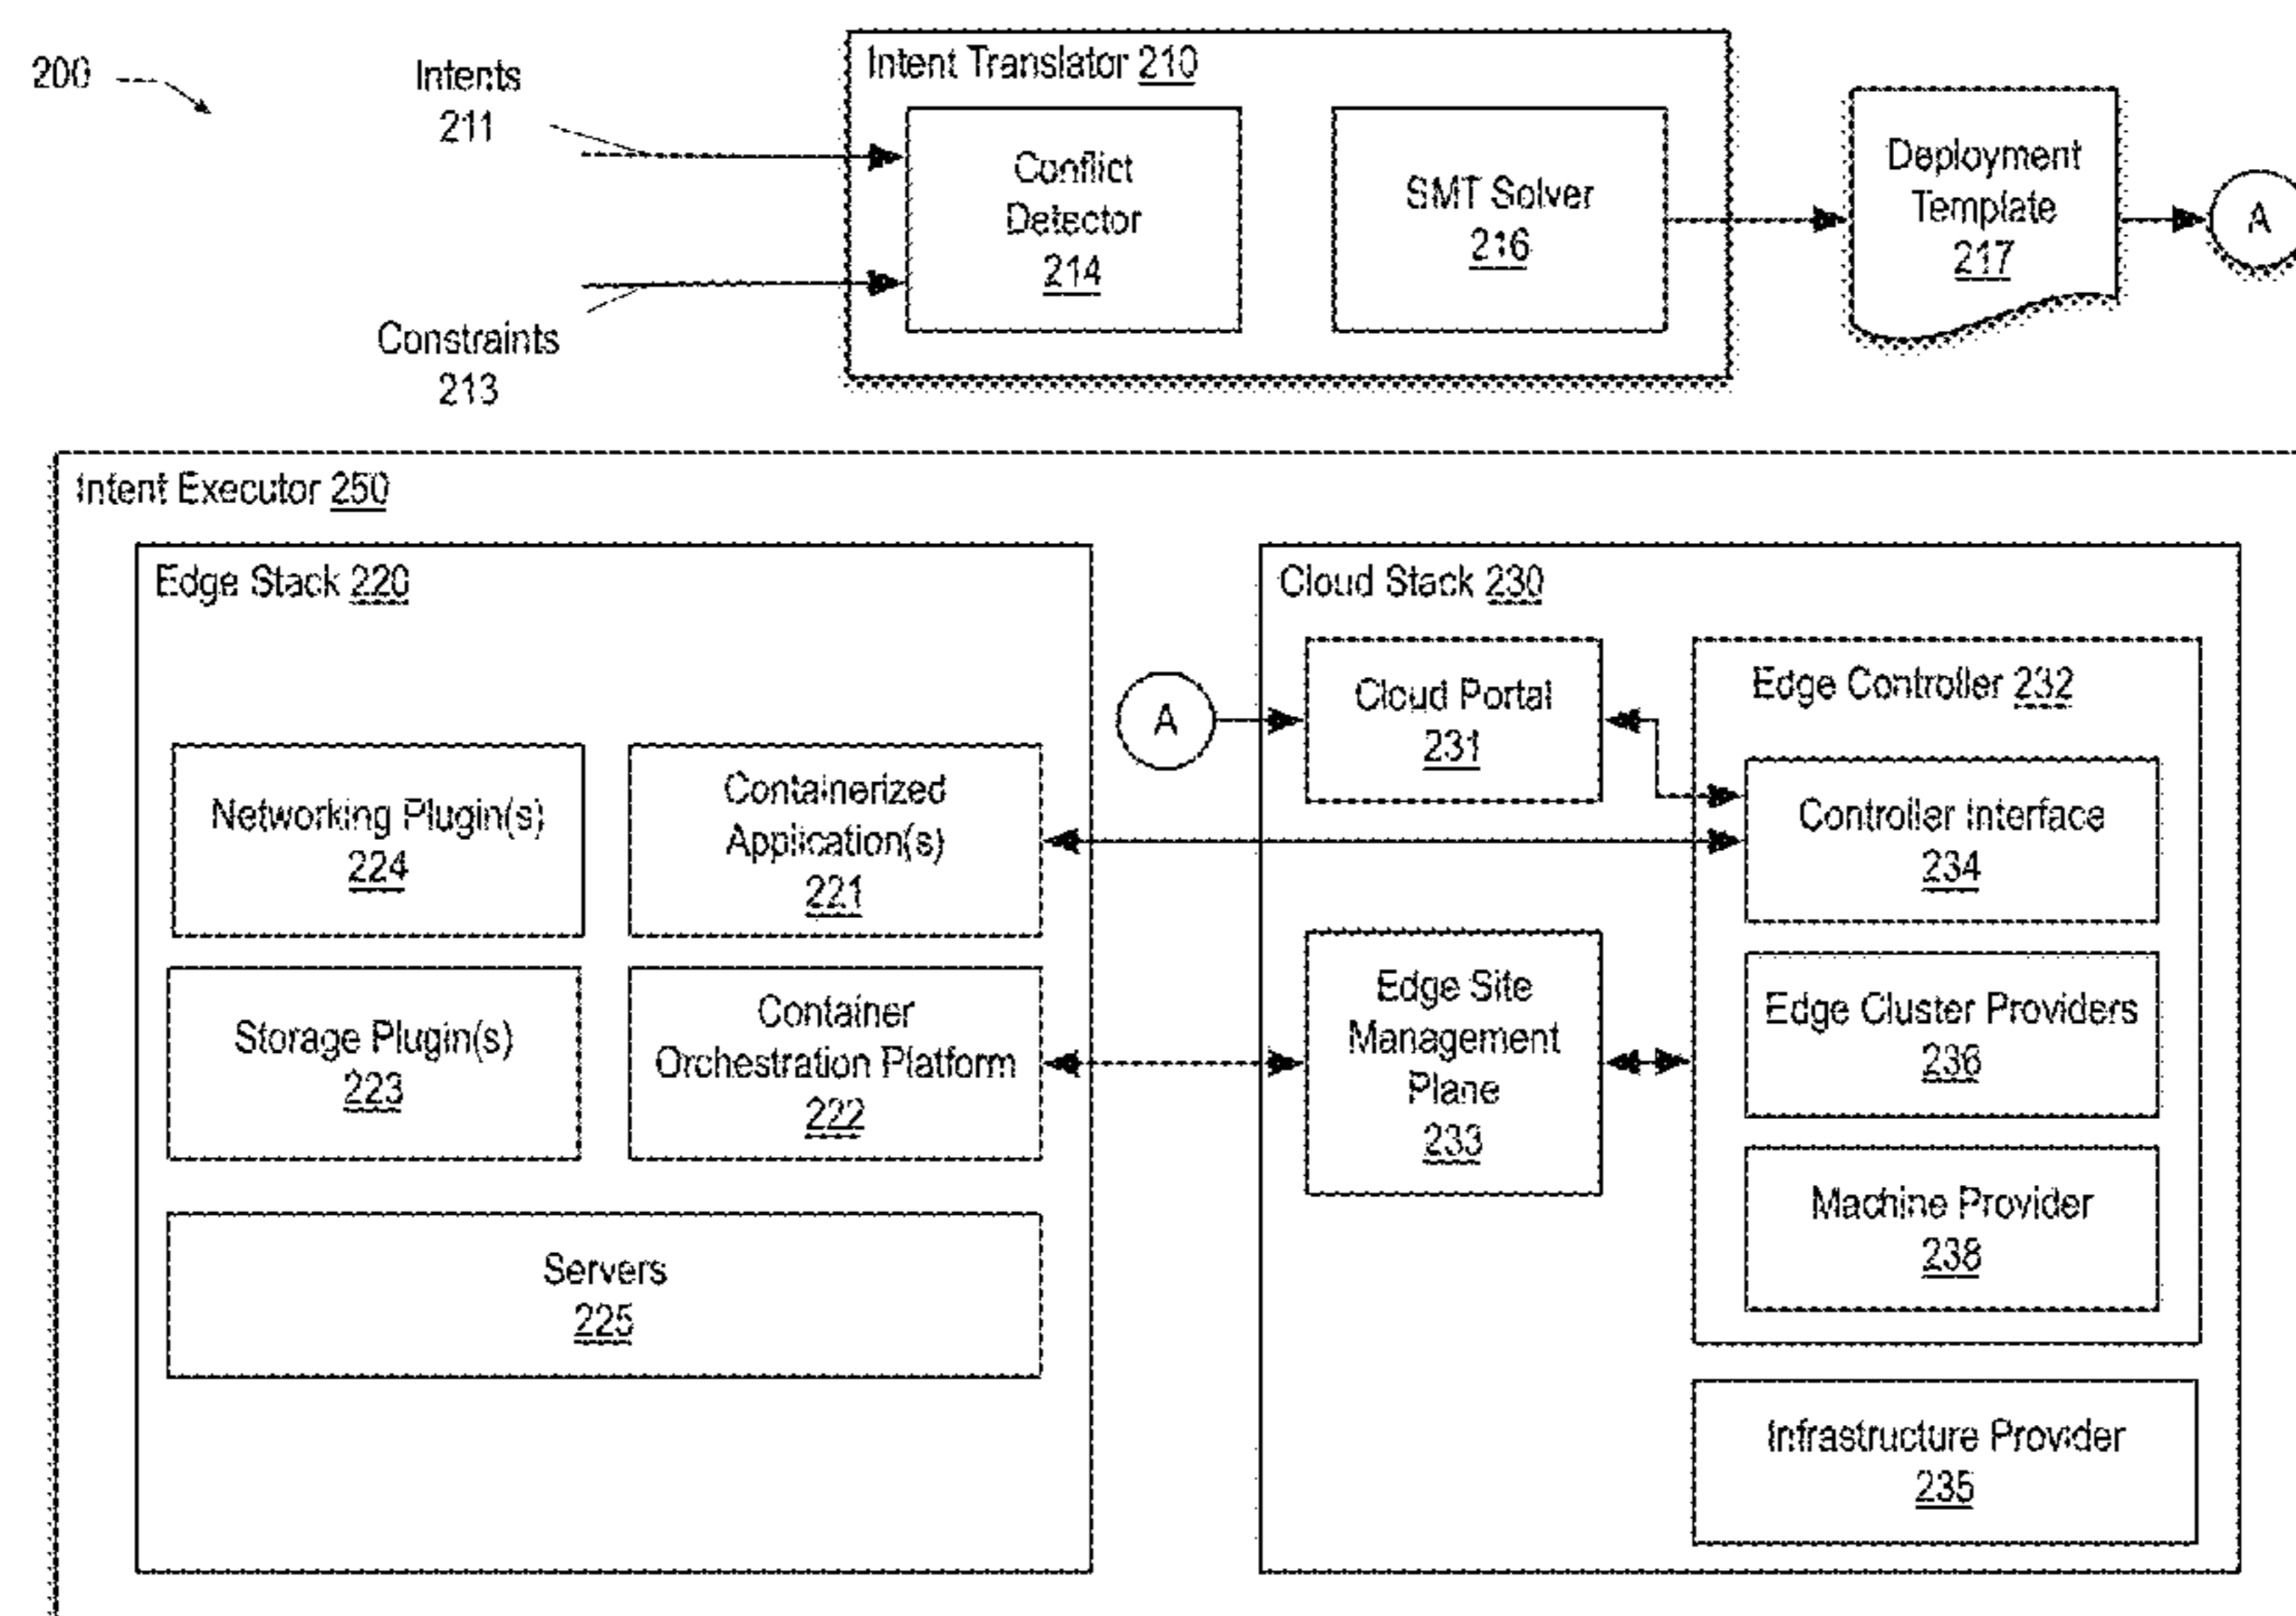 200
Intents
211
Constraints
213
Intent Translator 210
Conflict
Detector
214
SMT Solver
216
Deployment
Template
217
A
Intent Executor 250
Edge Stack 220
Networking Plugin(s)
224
Containerized
Application(s)
221
Storage Plugin(s)
223
Container
Orchestration Platform
222
Servers
225
A
Cloud Stack 230
Cloud Portal
231
Edge Site
Management
Plane
233
Edge Controller 232
Controller Interface
234
Edge Cluster Providers
236
Machine Provider
238
Infrastructure Provider
235